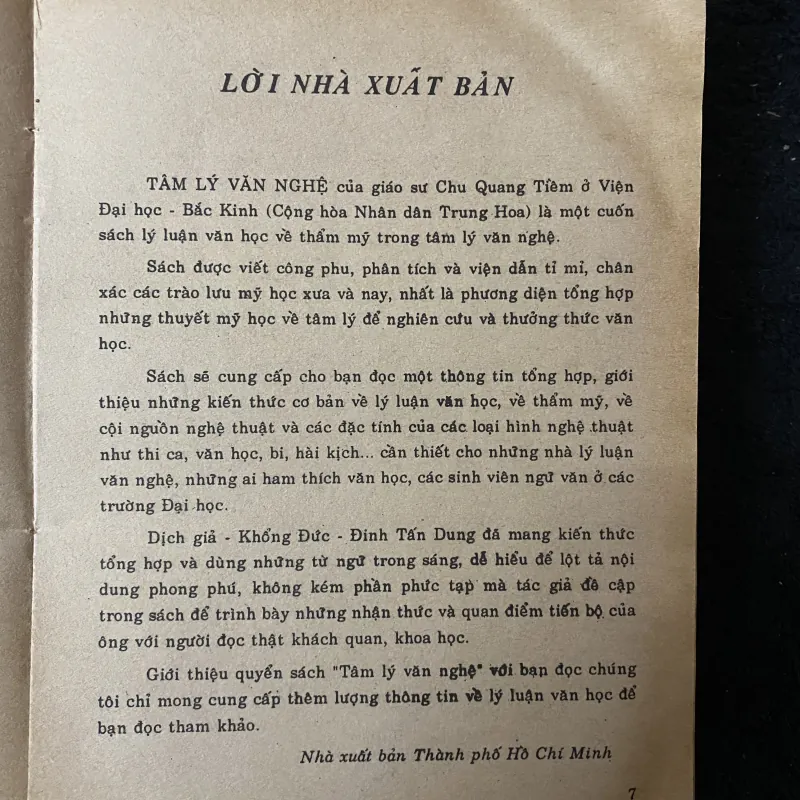 LỜI NHÀ XUẤT BẢN
TÂM LÝ VĂN NGHỆ của giáo sư Chu Quang Tiềm ở Viện
Đại học - Bắc Kinh (Cộng hòa Nhân dân Trung Hoa) là một cuốn
sách lý luận văn học về thẩm mỹ trong tâm lý văn nghệ.
Sách được viết công phu, phân tích và viện dẫn tỉ mỉ, chân
xác các trào lưu mỹ học xưa và nay, nhất là phương diện tổng hợp
những thuyết mỹ học về tâm lý để nghiên cứu và thưởng thức văn
học.
Sách sẽ cung cấp cho bạn đọc một thông tin tổng hợp, giới
thiệu những kiến thức cơ bản về lý luận văn học, về thẩm mỹ, về
cội nguồn nghệ thuật và các đặc tính của các loại hình nghệ thuật
như thi ca, văn học, bi, hài kịch... cần thiết cho những nhà lý luận
văn nghệ, những ai ham thích văn học, các sinh viên ngữ văn ở các
trường Đại học.
Dịch giả - Khổng Đức - Đinh Tấn Dung đã mang kiến thức
tổng hợp và dùng những từ ngữ trong sáng, dễ hiểu để lột tả nội
dung phong phú, không kém phần phức tạp mà tác giả đề cập
trong sách để trình bày những nhận thức và quan điểm tiến bộ của
ông với người đọc thật khách quan, khoa học.
Giới thiệu quyển sách "Tâm lý văn nghệ" với bạn đọc chúng
tôi chỉ mong cung cấp thêm lượng thông tin về lý luận văn học để
bạn đọc tham khảo.
Nhà xuất bản Thành phố Hồ Chí Minh
7